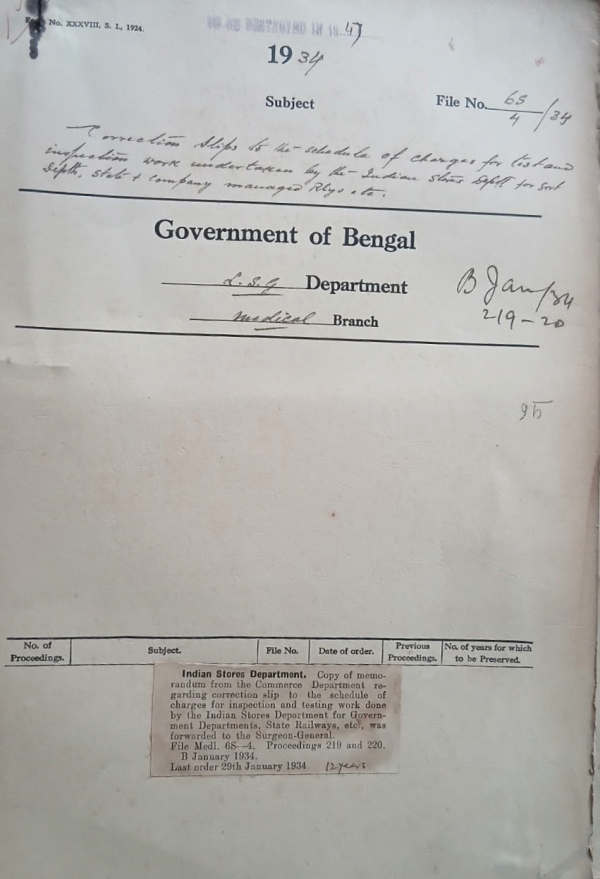 No. XXXVIII, S. I., 1924.
TO BE DESTROYED IN 1947
1934
Subject
File No. 6S/4/34
Correction slips to the schedule of charges for test and
inspection work undertaken by the Indian Stores Deptt for Govt
Deptts. State & Company managed Rlys etc.
Government of Bengal
L.S.G Department
Medical Branch
B Jan/34
219-20
No. of Proceedings. Subject. File No. Date of order. Previous Proceedings. No. of years for which to be Preserved.
Indian Stores Department. Copy of memo-
randum from the Commerce Department re-
garding correction slip to the schedule of
charges for inspection and testing work done
by the Indian Stores Department for Govern-
ment Departments, State Railways, etc., was
forwarded to the Surgeon-General.
File Medl. 6S—4. Proceedings 219 and 220.
B January 1934.
Last order 29th January 1934. 12 years